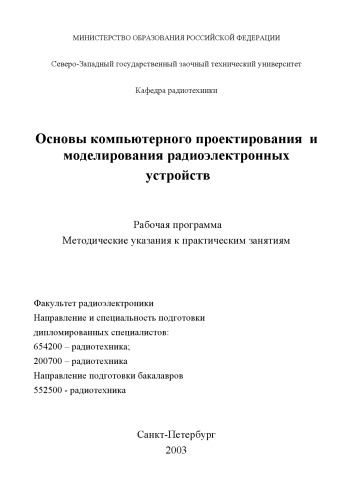 МИНИСТЕРСТВО ОБРАЗОВАНИЯ РОССИЙСКОЙ ФЕДЕРАЦИИ
Северо-Западный государственный заочный технический университет
Кафедра радиотехники
Основы компьютерного проектирования и
моделирования радиоэлектронных
устройств
Рабочая программа
Методические указания к практическим занятиям
Факультет радиоэлектроники
Направление и специальность подготовки
дипломированных специалистов:
654200 – радиотехника;
200700 – радиотехника
Направление подготовки бакалавров
552500 - радиотехника
Санкт-Петербург
2003